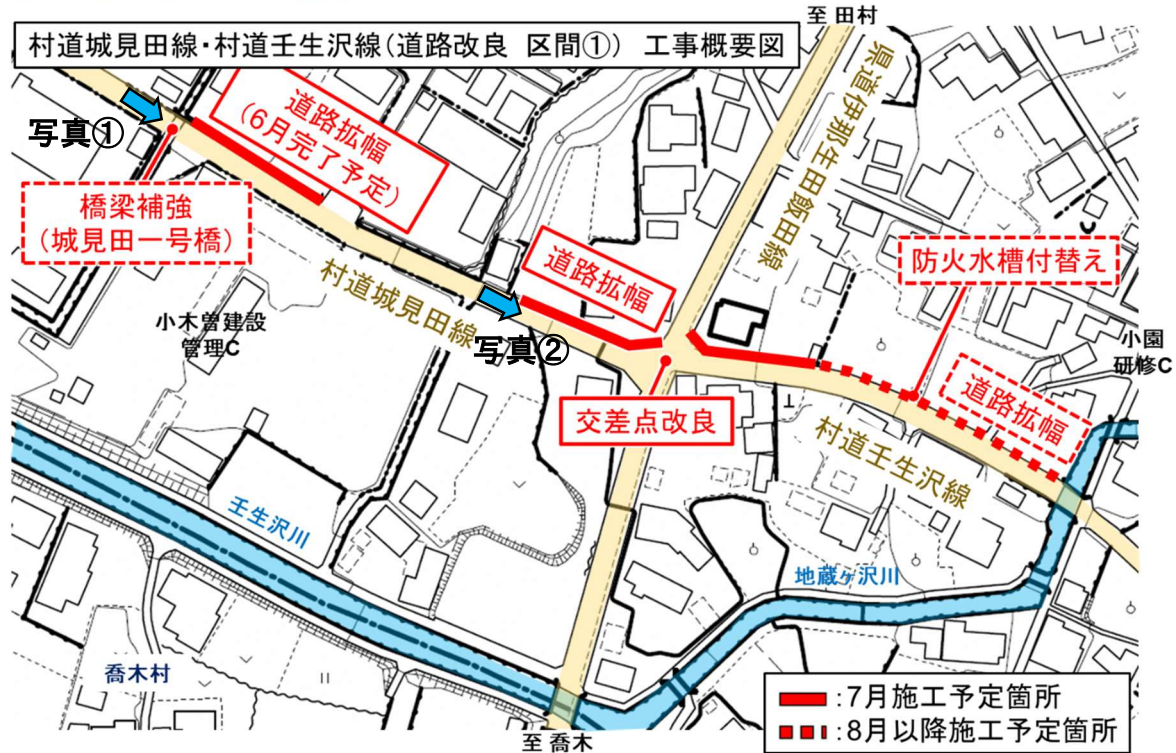 至 田村
村道城見田線・村道壬生沢線(道路改良 区間①) 工事概要図
写真①
道路拡幅
(6月完了予定)
県道伊那生田飯田線
橋梁補強
(城見田一号橋)
道路拡幅
防火水槽付替え
村道城見田線
小木曽建設
管理C
写真②
小園
研修C
道路拡幅
交差点改良
村道壬生沢線
壬生沢川
地蔵ヶ沢川
喬木村
:7月施工予定箇所
:8月以降施工予定箇所
至 喬木